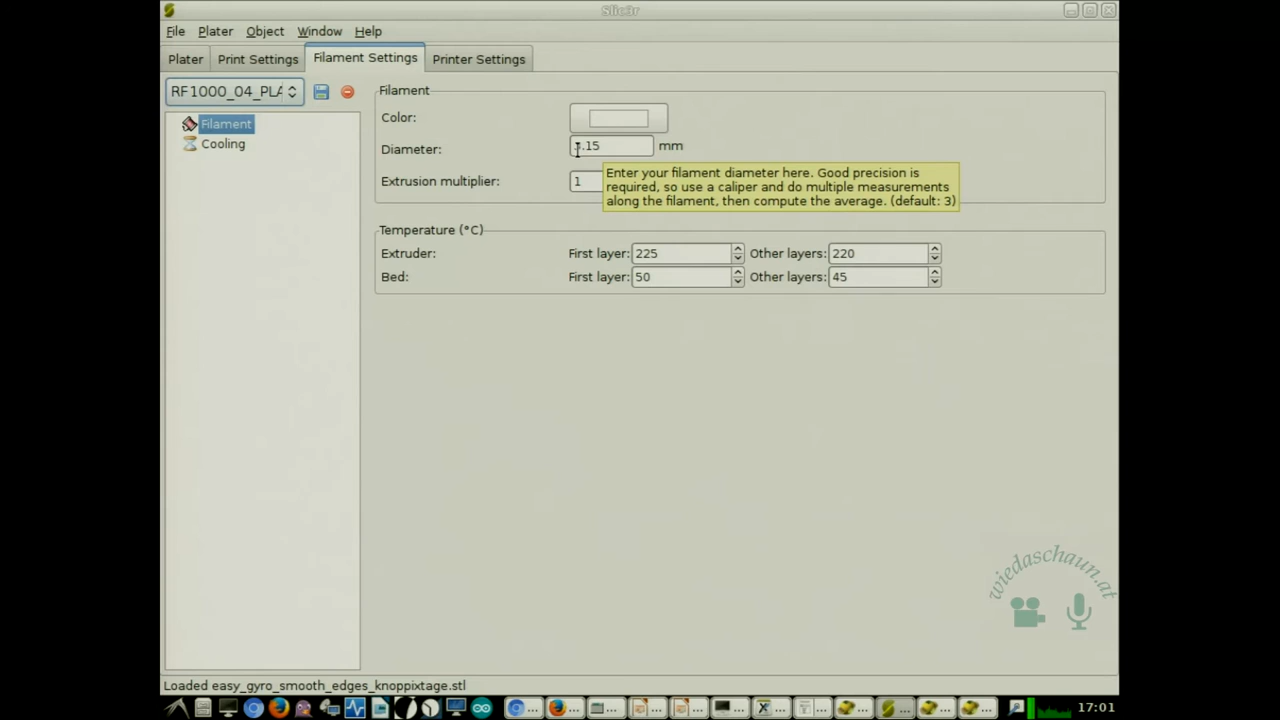 Slic3r
File Plater Object Window Help
Plater Print Settings Filament Settings Printer Settings
RF1000_04_PLA
Filament
Cooling
Filament
Color:
Diameter: .15 mm
Extrusion multiplier: 1
Enter your filament diameter here. Good precision is
required, so use a caliper and do multiple measurements
along the filament, then compute the average. (default: 3)
Temperature (°C)
Extruder: First layer: 225 Other layers: 220
Bed: First layer: 50 Other layers: 45
wiedaschaun.at
Loaded easy_gyro_smooth_edges_knoppixtage.stl
... ... ... ... ... ... ... ... ... ... ... ... 17:01